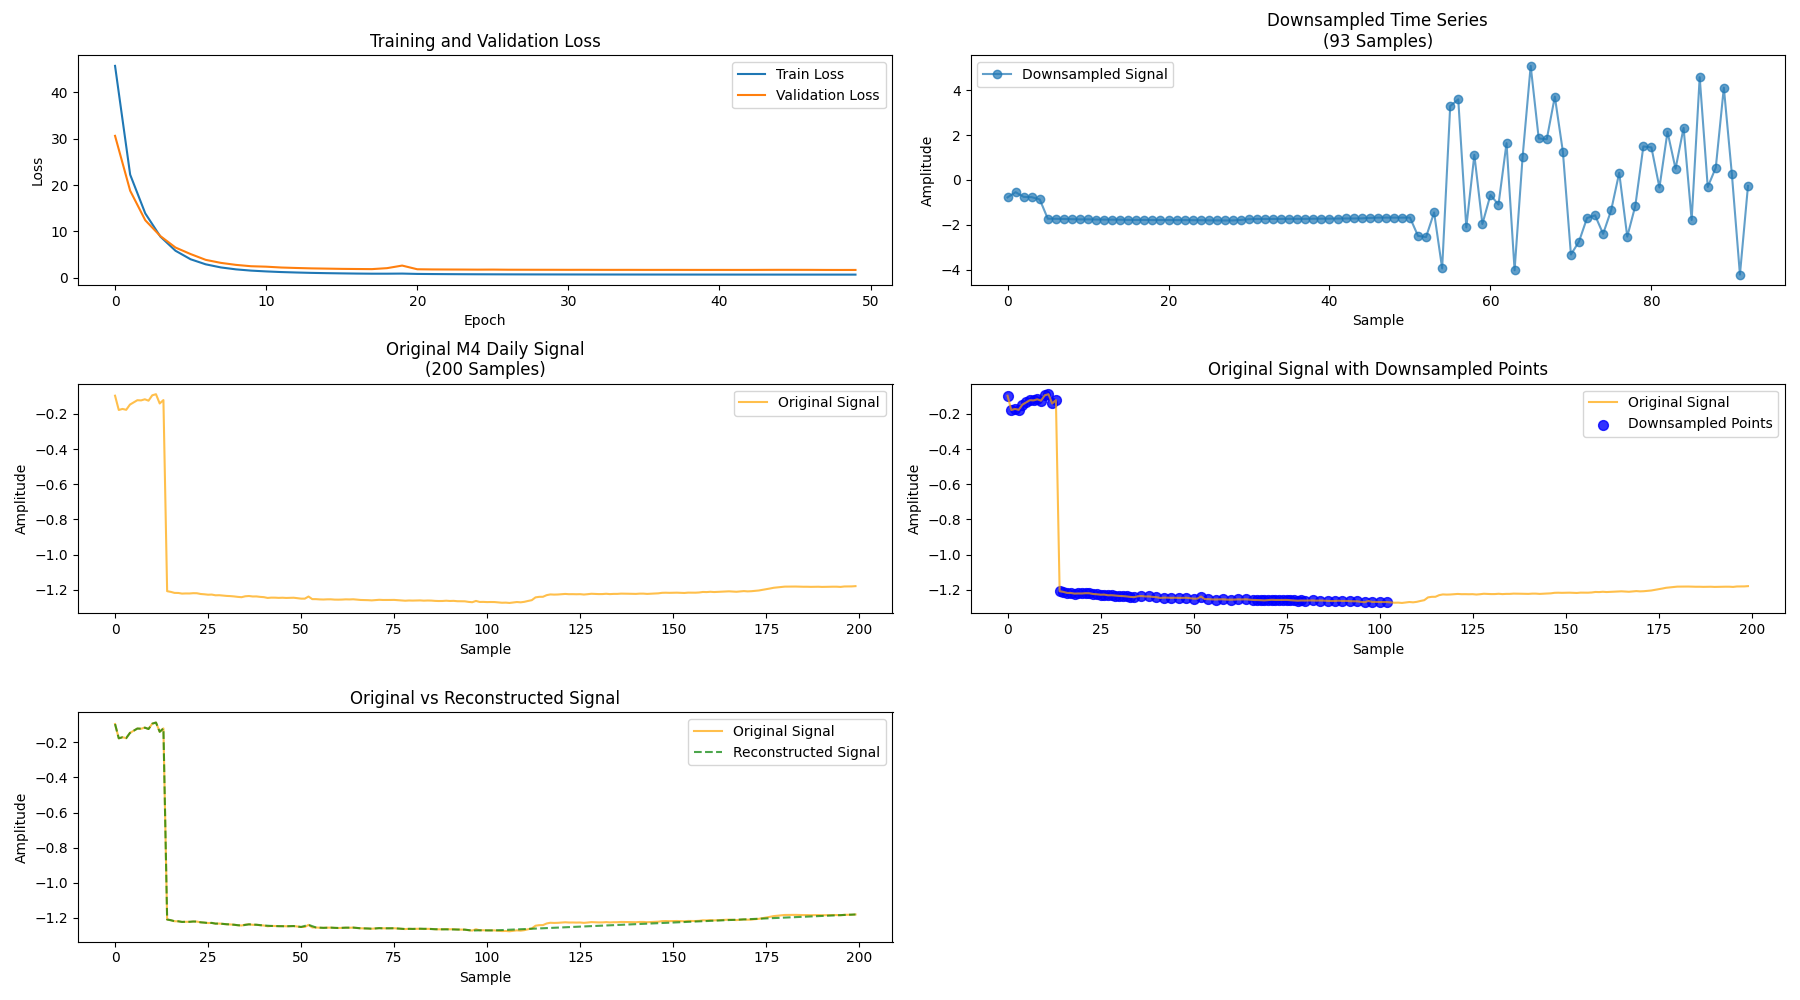 Training and Validation Loss
Loss
40
30
20
10
0
Train Loss
Validation Loss
0 10 20 30 40 50
Epoch
Downsampled Time Series
(93 Samples)
Amplitude
4
2
0
−2
−4
Downsampled Signal
0 20 40 60 80
Sample
Original M4 Daily Signal
(200 Samples)
Amplitude
−0.2
−0.4
−0.6
−0.8
−1.0
−1.2
Original Signal
0 25 50 75 100 125 150 175 200
Sample
Original Signal with Downsampled Points
Amplitude
−0.2
−0.4
−0.6
−0.8
−1.0
−1.2
Original Signal
Downsampled Points
0 25 50 75 100 125 150 175 200
Sample
Original vs Reconstructed Signal
Amplitude
−0.2
−0.4
−0.6
−0.8
−1.0
−1.2
Original Signal
Reconstructed Signal
0 25 50 75 100 125 150 175 200
Sample